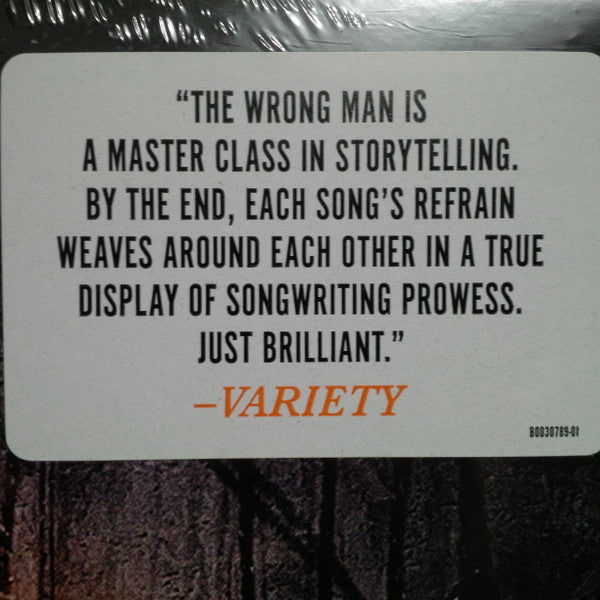 “THE WRONG MAN IS
A MASTER CLASS IN STORYTELLING.
BY THE END, EACH SONG’S REFRAIN
WEAVES AROUND EACH OTHER IN A TRUE
DISPLAY OF SONGWRITING PROWESS.
JUST BRILLIANT.”
–VARIETY
B0030789-01